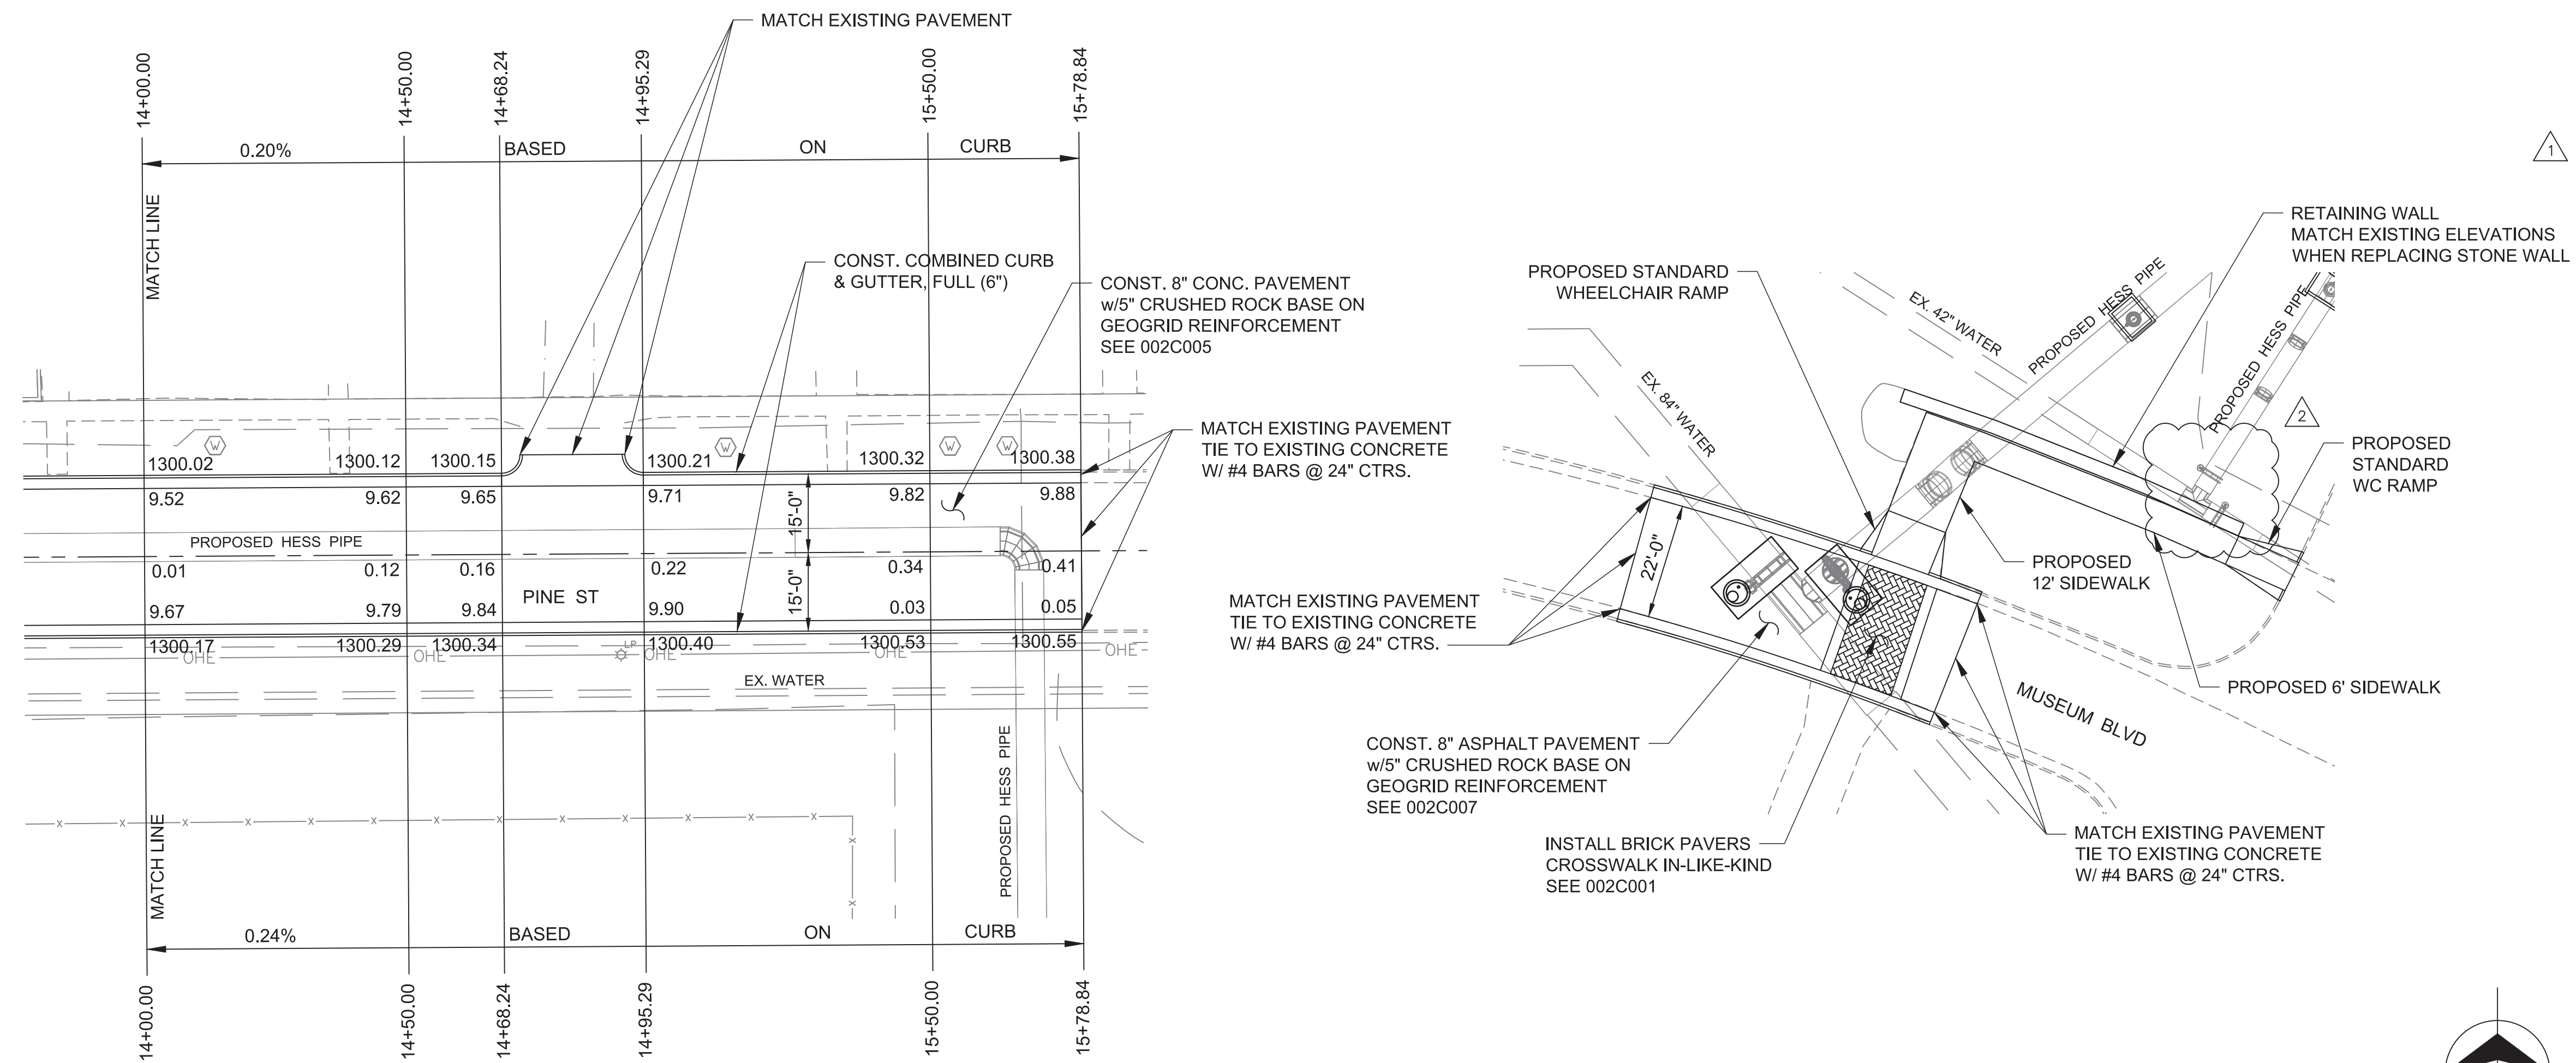 MATCH EXISTING PAVEMENT
14+00.00
14+50.00
14+68.24
14+95.29
15+50.00
15+78.84
0.20%
BASED
ON
CURB
MATCH LINE
CONST. COMBINED CURB
& GUTTER, FULL (6")
CONST. 8" CONC. PAVEMENT
w/5" CRUSHED ROCK BASE ON
GEOGRID REINFORCEMENT
SEE 002C005
MATCH EXISTING PAVEMENT
TIE TO EXISTING CONCRETE
W/ #4 BARS @ 24" CTRS.
W
W
W
W
1300.02
1300.12
1300.15
1300.21
1300.32
1300.38
9.52
9.62
9.65
9.71
9.82
9.88
15'-0"
PROPOSED HESS PIPE
0.01
0.12
0.16
0.22
0.34
0.41
PINE ST
15'-0"
9.67
9.79
9.84
9.90
0.03
0.05
1300.17
1300.29
1300.34
1300.40
1300.53
1300.55
LP
OHE
OHE
OHE
OHE
OHE
EX. WATER
PROPOSED HESS PIPE
x x x x x x x x x x x x x
x
x
MATCH LINE
0.24%
BASED
ON
CURB
14+00.00
14+50.00
14+68.24
14+95.29
15+50.00
15+78.84
1
RETAINING WALL
MATCH EXISTING ELEVATIONS
WHEN REPLACING STONE WALL
PROPOSED STANDARD
WHEELCHAIR RAMP
EX. 42" WATER
PROPOSED HESS PIPE
PROPOSED HESS PIPE
EX. 84" WATER
2
PROPOSED
STANDARD
WC RAMP
22'-0"
PROPOSED
12' SIDEWALK
MATCH EXISTING PAVEMENT
TIE TO EXISTING CONCRETE
W/ #4 BARS @ 24" CTRS.
PROPOSED 6' SIDEWALK
MUSEUM BLVD
CONST. 8" ASPHALT PAVEMENT
w/5" CRUSHED ROCK BASE ON
GEOGRID REINFORCEMENT
SEE 002C007
INSTALL BRICK PAVERS
CROSSWALK IN-LIKE-KIND
SEE 002C001
MATCH EXISTING PAVEMENT
TIE TO EXISTING CONCRETE
W/ #4 BARS @ 24" CTRS.